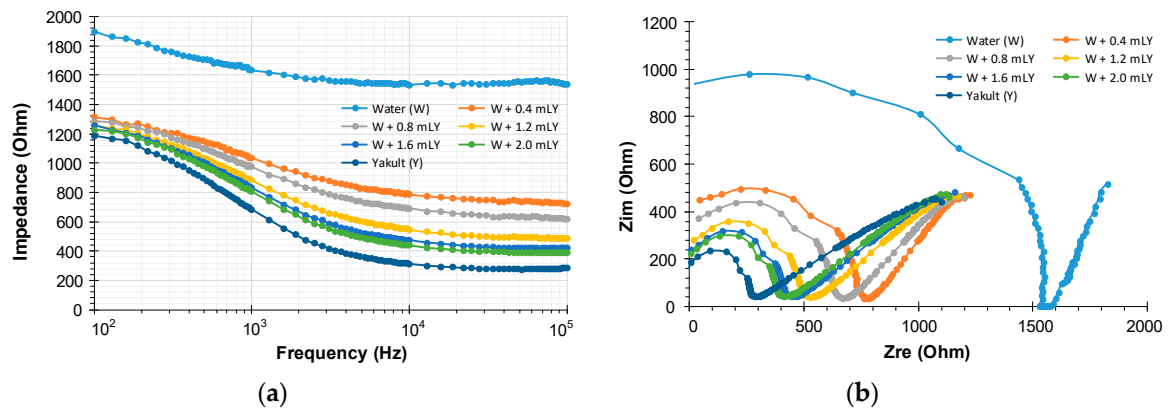 2000
1800
1600
1400
1200
1000
800
600
400
200
0
Impedance (Ohm)
Water (W) W + 0.4 mLY
W + 0.8 mLY W + 1.2 mLY
W + 1.6 mLY W + 2.0 mLY
Yakult (Y)
10² 10³ 10⁴ 10⁵
Frequency (Hz)
(a)
1200
1000
800
600
400
200
0
Zim (Ohm)
Water (W) W + 0.4 mLY
W + 0.8 mLY W + 1.2 mLY
W + 1.6 mLY W + 2.0 mLY
Yakult (Y)
0 500 1000 1500 2000
Zre (Ohm)
(b)